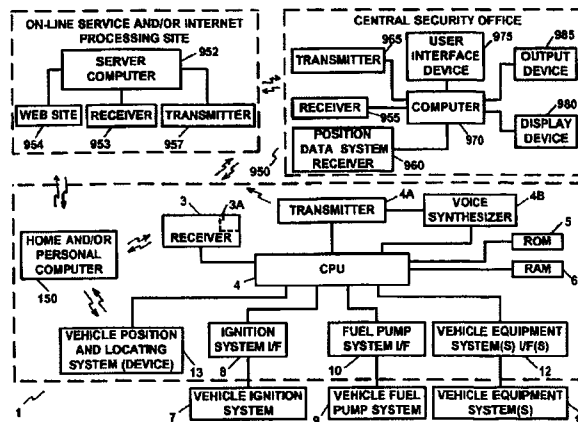 ON-LINE SERVICE AND/OR INTERNET
PROCESSING SITE
952
SERVER
COMPUTER
WEB SITE
RECEIVER
TRANSMITTER
954
953
957
CENTRAL SECURITY OFFICE
965
975
985
TRANSMITTER
USER
INTERFACE
DEVICE
OUTPUT
DEVICE
RECEIVER
COMPUTER
955
970
DISPLAY
DEVICE
980
POSITION
DATA SYSTEM
RECEIVER
960
950
3
3A
4A
4B
5
TRANSMITTER
VOICE
SYNTHESIZER
RECEIVER
ROM
HOME AND/OR
PERSONAL
COMPUTER
150
CPU
4
RAM
6
VEHICLE POSITION
AND LOCATING
SYSTEM (DEVICE)
13
IGNITION
SYSTEM I/F
8
FUEL PUMP
SYSTEM I/F
10
VEHICLE EQUIPMENT
SYSTEM(S) I/F(S)
12
1
VEHICLE IGNITION
SYSTEM
7
VEHICLE FUEL
PUMP SYSTEM
9
VEHICLE EQUIPMENT
SYSTEM(S)